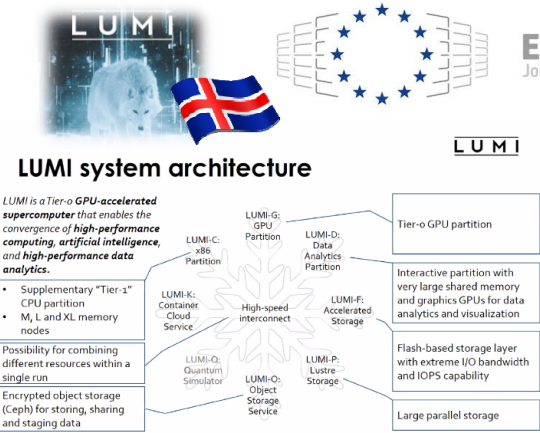 LUMI
E
Jo
LUMI
LUMI system architecture
LUMI is a Tier-0 GPU-accelerated
supercomputer that enables the
convergence of high-performance
computing, artificial intelligence,
and high-performance data
analytics.
• Supplementary "Tier-1"
CPU partition
• M, L and XL memory
nodes
Possibility for combining
different resources within a
single run
Encrypted object storage
(Ceph) for storing, sharing
and staging data
LUMI-G:
GPU
Partition
LUMI-C:
x86
Partition
LUMI-D:
Data
Analytics
Partition
LUMI-K:
Container
Cloud
Service
High-speed
interconnect
LUMI-F:
Accelerated
Storage
LUMI-Q:
Quantum
Simulator
LUMI-P:
Lustre
Storage
LUMI-O:
Object
Storage
Service
Tier-0 GPU partition
Interactive partition with
very large shared memory
and graphics GPUs for data
analytics and visualization
Flash-based storage layer
with extreme I/O bandwidth
and IOPS capability
Large parallel storage